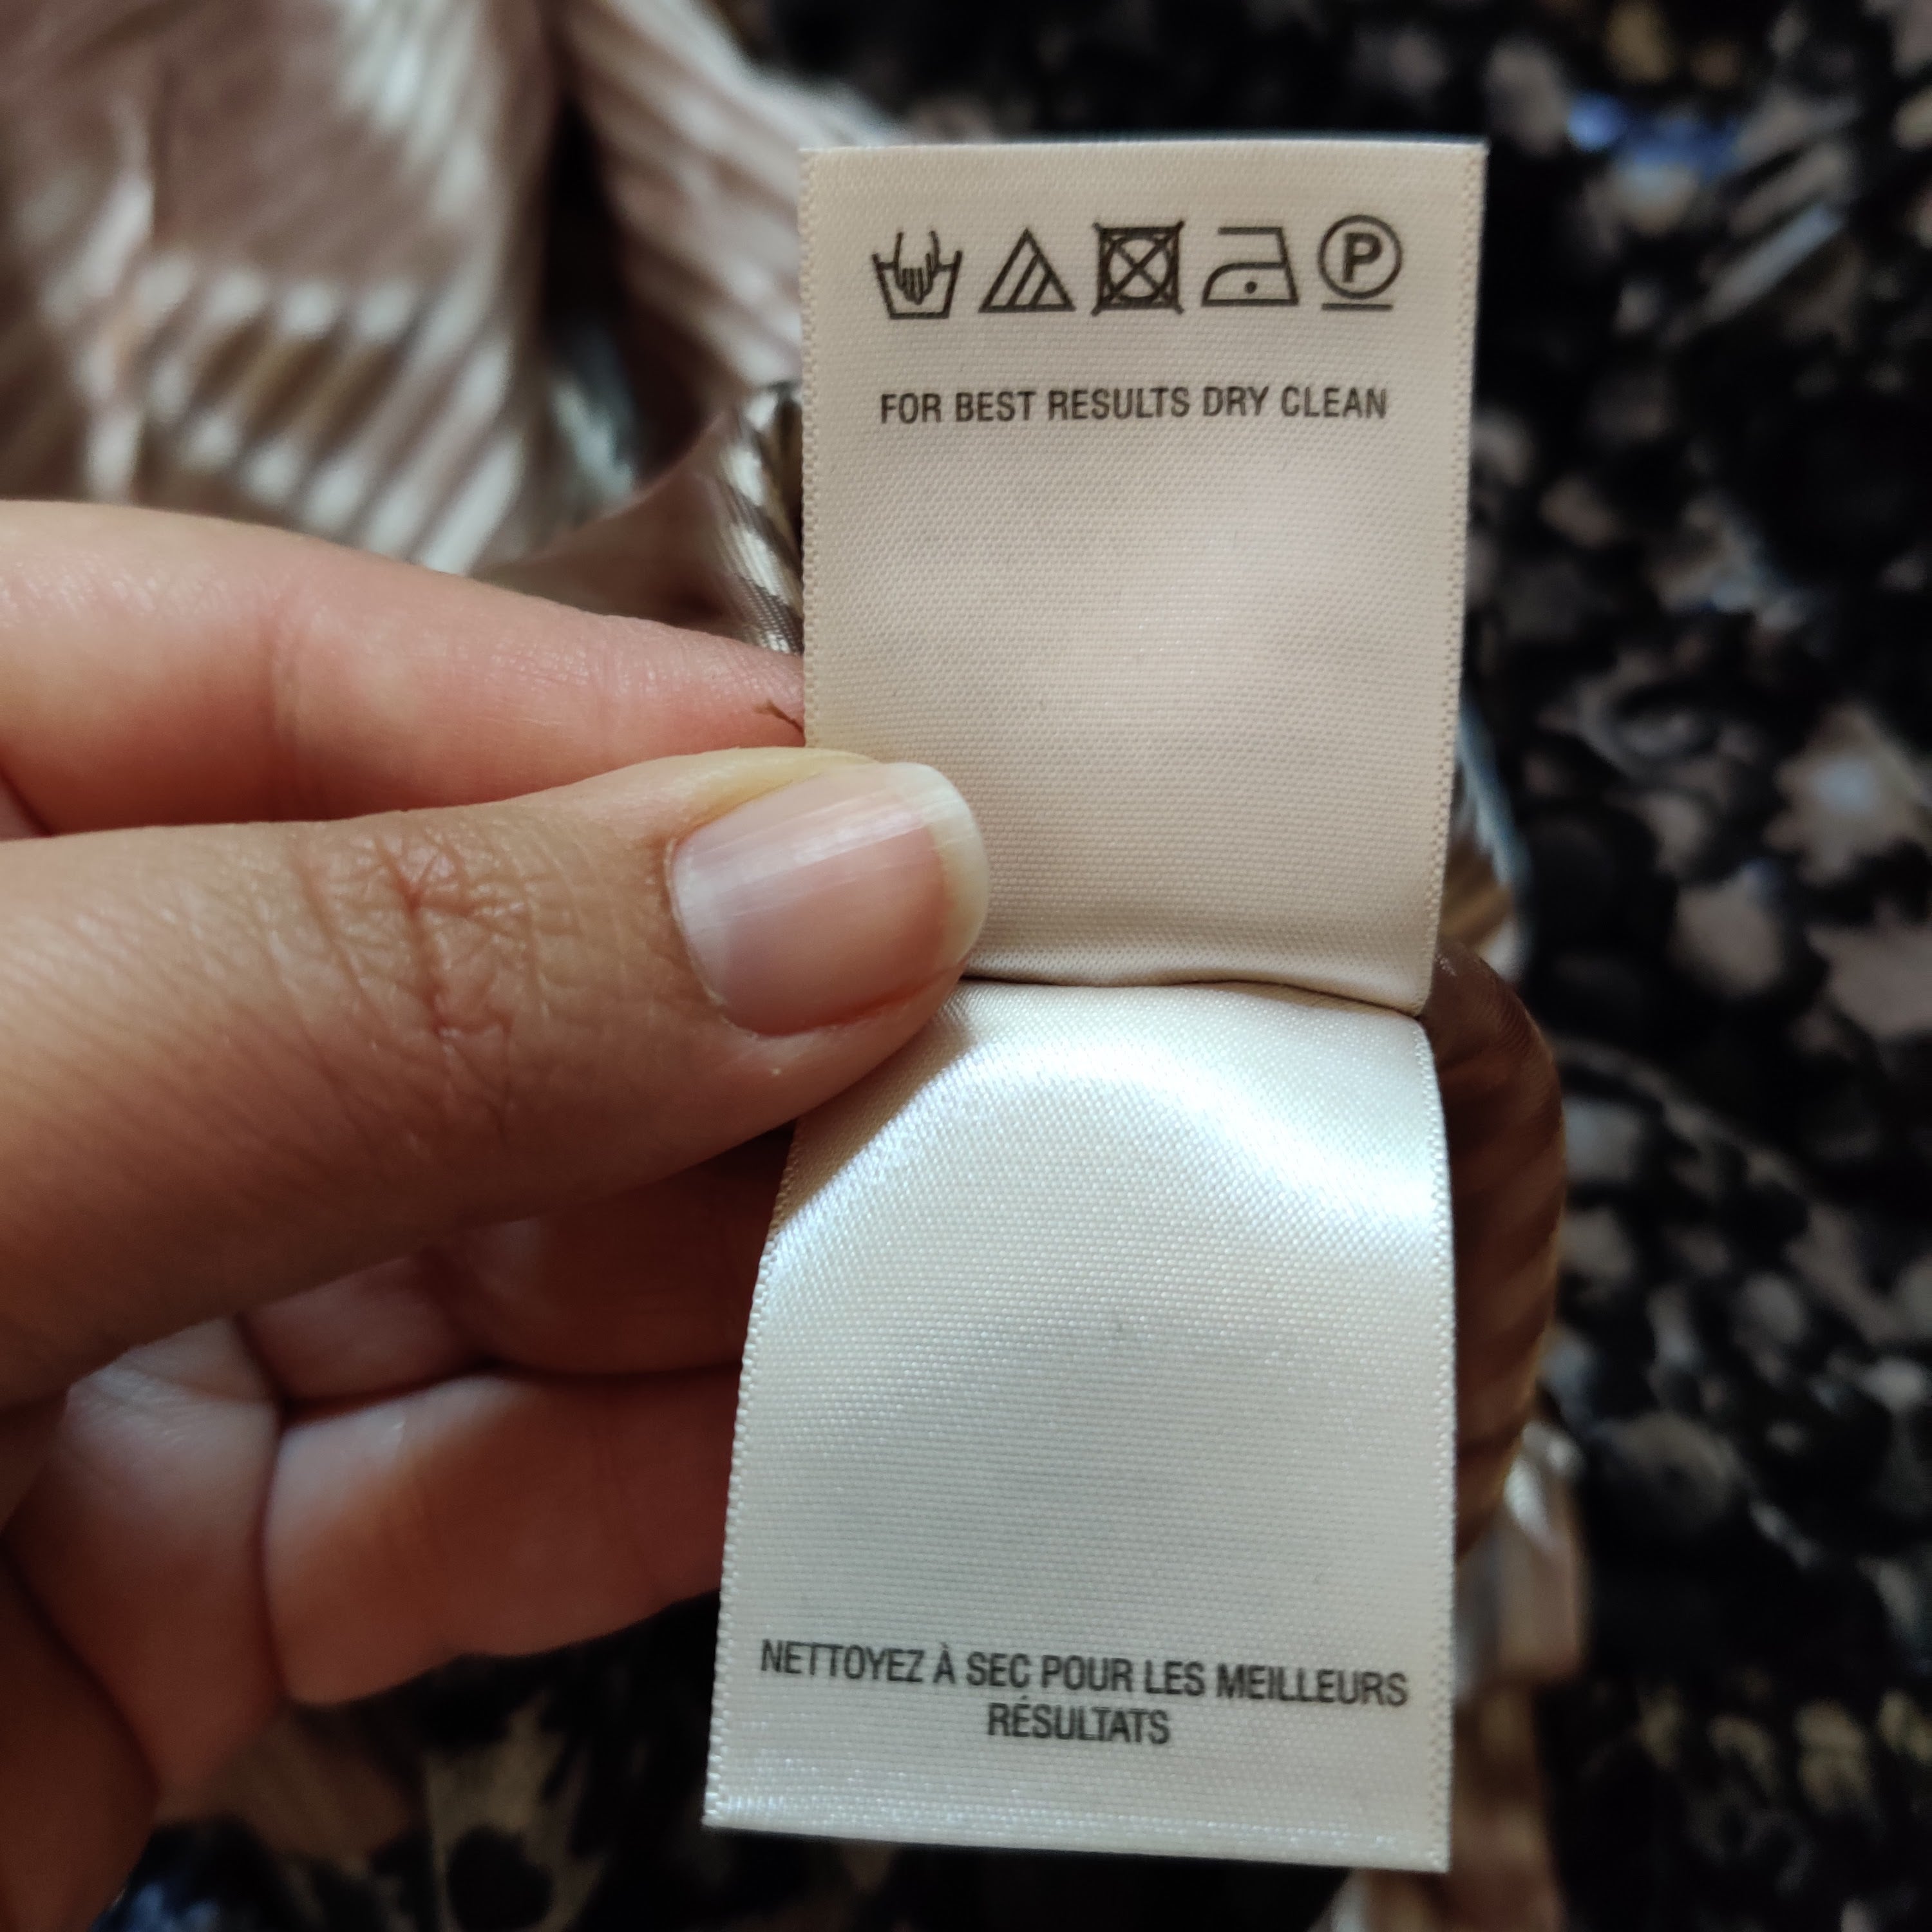 P
FOR BEST RESULTS DRY CLEAN
NETTOYEZ À SEC POUR LES MEILLEURS
RÉSULTATS